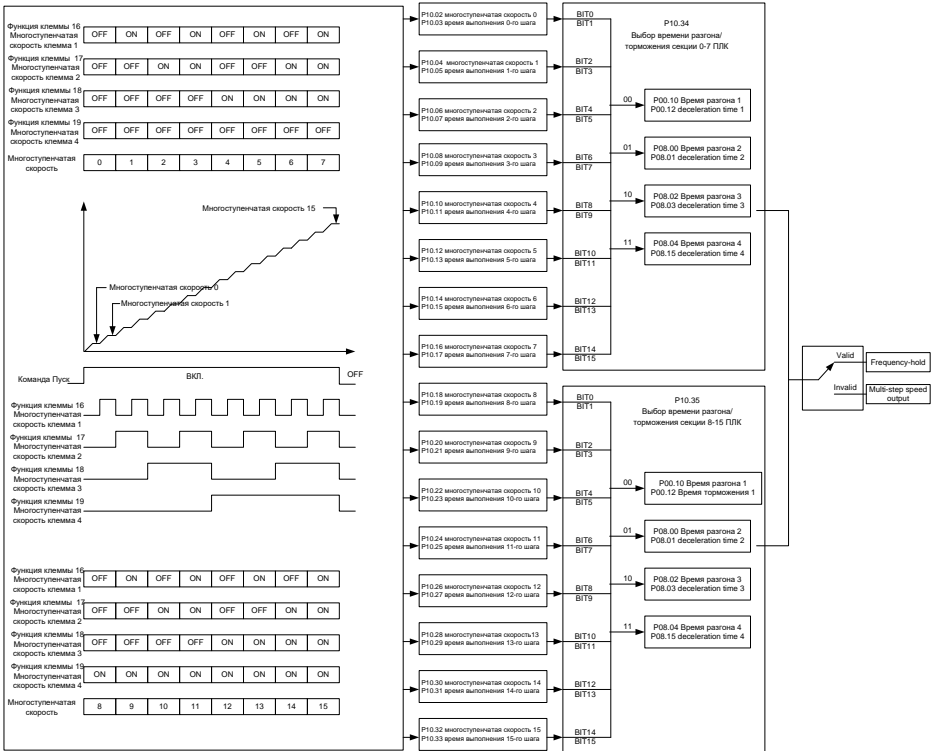 Функция клеммы 16
Многоступенчатая
скорость клемма 1
OFF ON OFF ON OFF ON OFF ON
Функция клеммы 17
Многоступенчатая
скорость клемма 2
OFF OFF ON ON OFF OFF ON ON
Функция клеммы 18
Многоступенчатая
скорость клемма 3
OFF OFF OFF OFF ON ON ON ON
Функция клеммы 19
Многоступенчатая
скорость клемма 4
OFF OFF OFF OFF OFF OFF OFF OFF
Многоступенчатая
скорость
0 1 2 3 4 5 6 7
Многоступенчатая скорость 15
Многоступенчатая скорость 0
Многоступенчатая скорость 1
Команда Пуск
ВКЛ.
OFF
Функция клеммы 16
Многоступенчатая
скорость клемма 1
Функция клеммы 17
Многоступенчатая
скорость клемма 2
Функция клеммы 18
Многоступенчатая
скорость клемма 3
Функция клеммы 19
Многоступенчатая
скорость клемма 4
Функция клеммы 16
Многоступенчатая
скорость клемма 1
OFF ON OFF ON OFF ON OFF ON
Функция клеммы 17
Многоступенчатая
скорость клемма 2
OFF OFF ON ON OFF OFF ON ON
Функция клеммы 18
Многоступенчатая
скорость клемма 3
OFF OFF OFF OFF ON ON ON ON
Функция клеммы 19
Многоступенчатая
скорость клемма 4
ON ON ON ON ON ON ON ON
Многоступенчатая
скорость
8 9 10 11 12 13 14 15
P10.02 многоступенчатая скорость 0
P10.03 время выполнения 0-го шага
P10.04 многоступенчатая скорость 1
P10.05 время выполнения 1-го шага
P10.06 многоступенчатая скорость 2
P10.07 время выполнения 2-го шага
P10.08 многоступенчатая скорость 3
P10.09 время выполнения 3-го шага
P10.10 многоступенчатая скорость 4
P10.11 время выполнения 4-го шага
P10.12 многоступенчатая скорость 5
P10.13 время выполнения 5-го шага
P10.14 многоступенчатая скорость 6
P10.15 время выполнения 6-го шага
P10.16 многоступенчатая скорость 7
P10.17 время выполнения 7-го шага
P10.18 многоступенчатая скорость 8
P10.19 время выполнения 8-го шага
P10.20 многоступенчатая скорость 9
P10.21 время выполнения 9-го шага
P10.22 многоступенчатая скорость 10
P10.23 время выполнения 10-го шага
P10.24 многоступенчатая скорость 11
P10.25 время выполнения 11-го шага
P10.26 многоступенчатая скорость 12
P10.27 время выполнения 12-го шага
P10.28 многоступенчатая скорость13
P10.29 время выполнения 13-го шага
P10.30 многоступенчатая скорость 14
P10.31 время выполнения 14-го шага
P10.32 многоступенчатая скорость 15
P10.33 время выполнения 15-го шага
BIT0
BIT1
BIT2
BIT3
BIT4
BIT5
BIT6
BIT7
BIT8
BIT9
BIT10
BIT11
BIT12
BIT13
BIT14
BIT15
P10.34
Выбор времени разгона/
торможения секции 0-7 ПЛК
00
P00.10 Время разгона 1
P00.12 deceleration time 1
01
P08.00 Время разгона 2
P08.01 deceleration time 2
10
P08.02 Время разгона 3
P08.03 deceleration time 3
11
P08.04 Время разгона 4
P08.15 deceleration time 4
BIT0
BIT1
BIT2
BIT3
BIT4
BIT5
BIT6
BIT7
BIT8
BIT9
BIT10
BIT11
BIT12
BIT13
BIT14
BIT15
P10.35
Выбор времени разгона/
торможения секции 8-15 ПЛК
00
P00.10 Время разгона 1
P00.12 Время торможения 1
01
P08.00 Время разгона 2
P08.01 deceleration time 2
10
P08.02 Время разгона 3
P08.03 deceleration time 3
11
P08.04 Время разгона 4
P08.15 deceleration time 4
Valid
Frequency-hold
Invalid
Multi-step speed
output